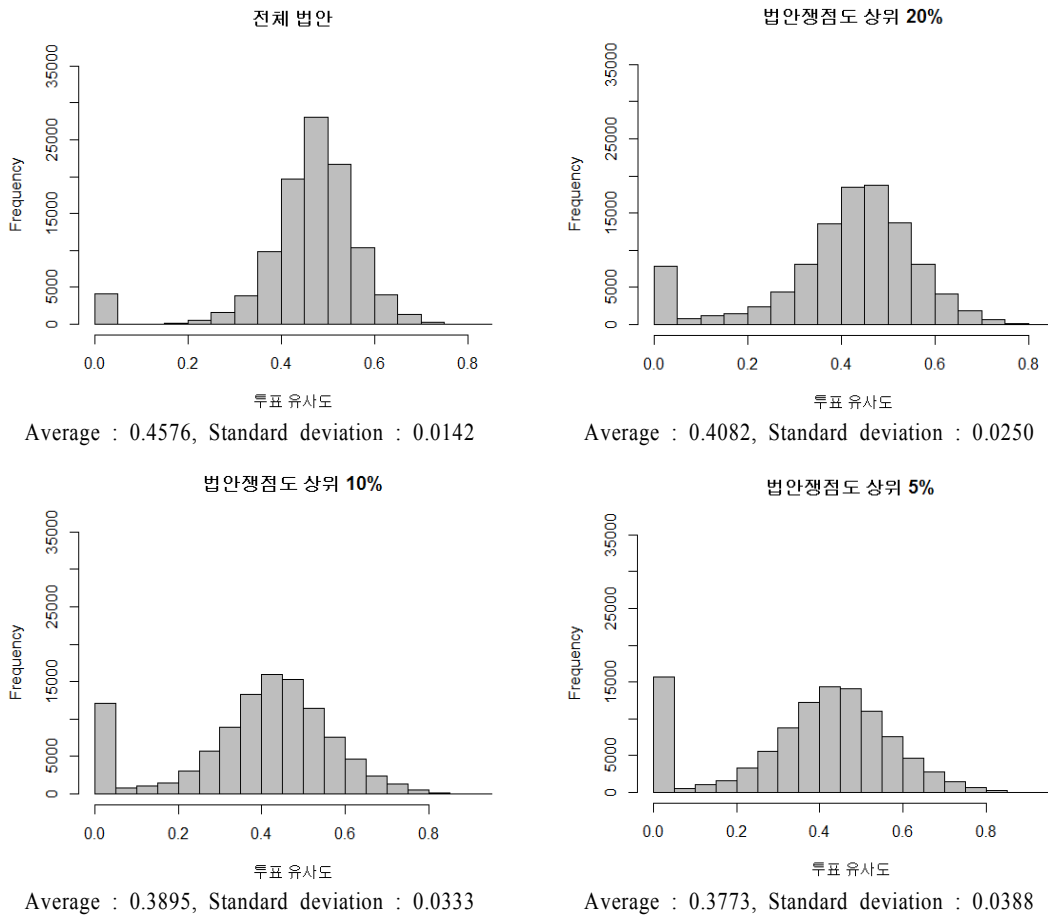 전체 법안
Frequency
0 5000 15000 25000 35000
0.0 0.2 0.4 0.6 0.8
투표 유사도
Average : 0.4576, Standard deviation : 0.0142
법안쟁점도 상위 20%
Frequency
0 5000 15000 25000 35000
0.0 0.2 0.4 0.6 0.8
투표 유사도
Average : 0.4082, Standard deviation : 0.0250
법안쟁점도 상위 10%
Frequency
0 5000 15000 25000 35000
0.0 0.2 0.4 0.6 0.8
투표 유사도
Average : 0.3895, Standard deviation : 0.0333
법안쟁점도 상위 5%
Frequency
0 5000 15000 25000 35000
0.0 0.2 0.4 0.6 0.8
투표 유사도
Average : 0.3773, Standard deviation : 0.0388